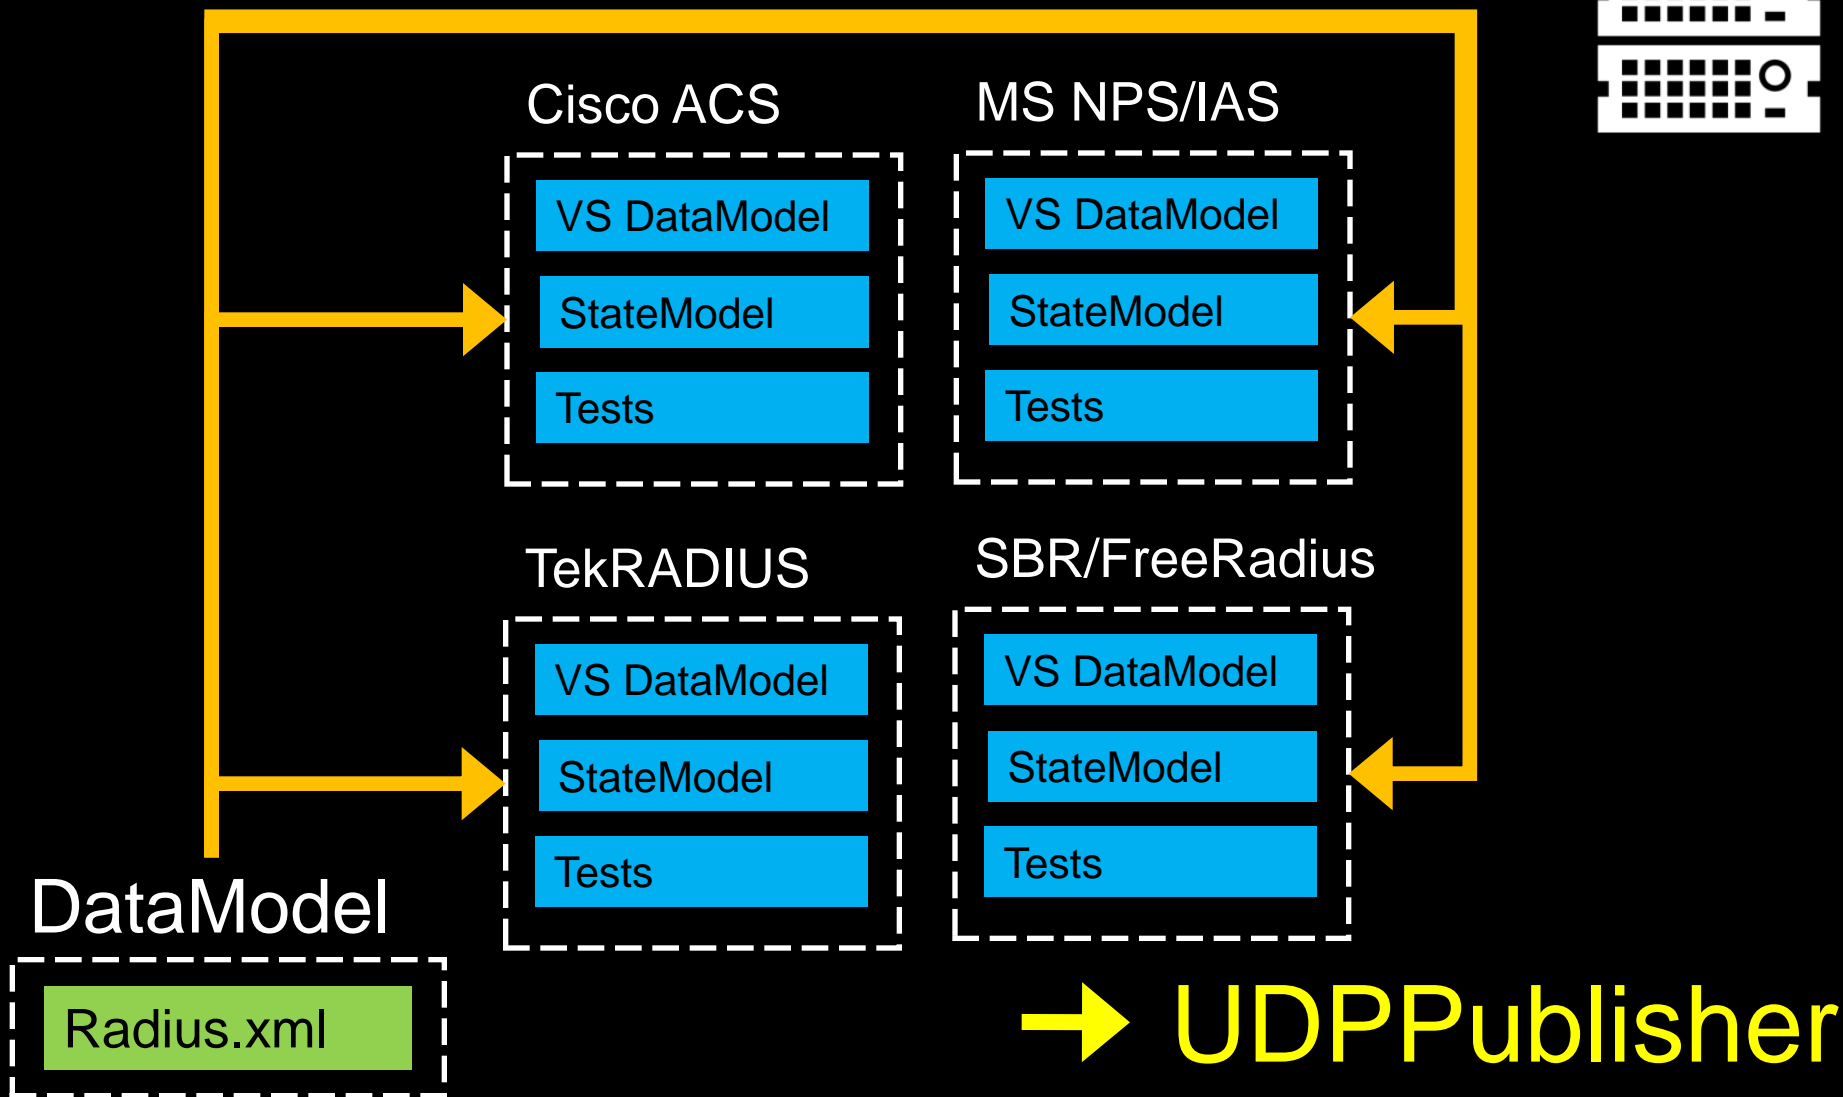 Cisco ACS
VS DataModel
StateModel
Tests
MS NPS/IAS
VS DataModel
StateModel
Tests
TekRADIUS
VS DataModel
StateModel
Tests
SBR/FreeRadius
VS DataModel
StateModel
Tests
DataModel
Radius.xml
UDPPublisher